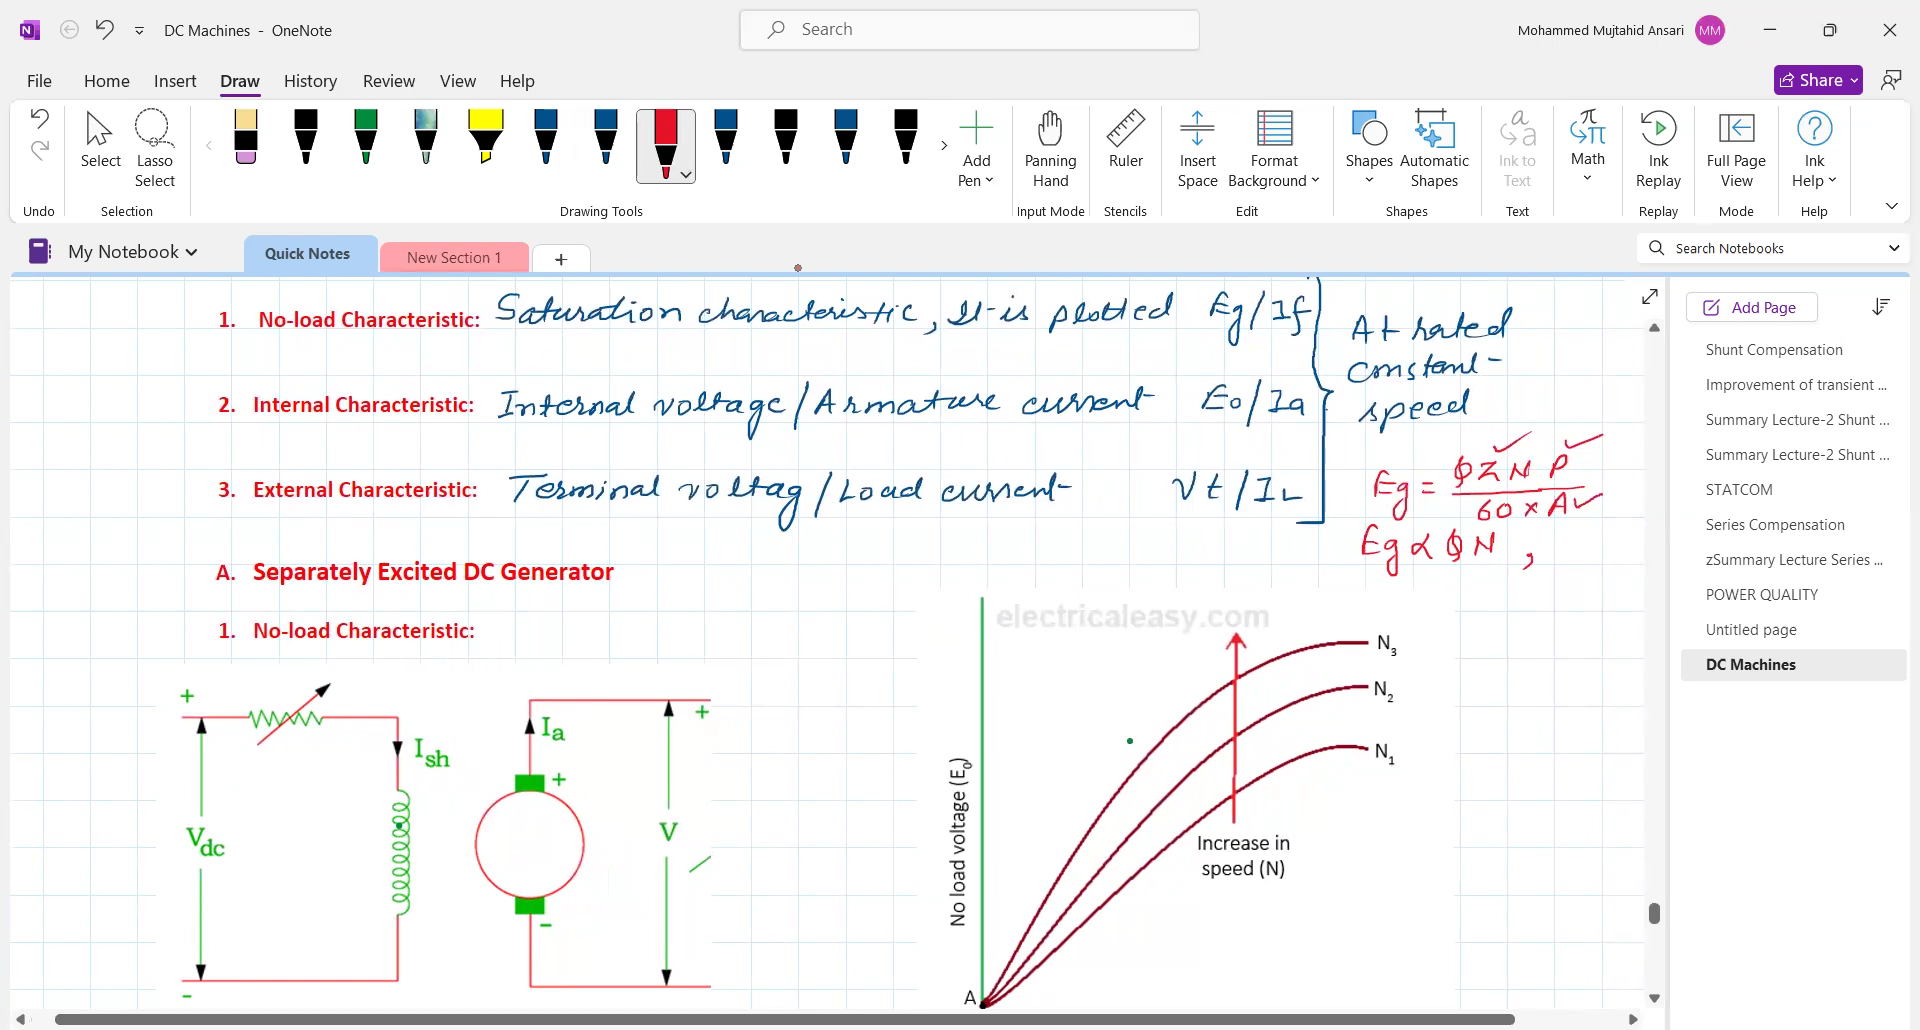 DC Machines - OneNote
Search
Mohammed Mujtahid Ansari MM
File Home Insert Draw History Review View Help
Share
Select
Lasso Select
Add Pen
Panning Hand
Ruler
Insert Space
Format Background
Shapes
Automatic Shapes
Ink to Text
Math
Ink Replay
Full Page View
Ink Help
Undo Selection Drawing Tools Input Mode Stencils Edit Shapes Text Replay Mode Help
My Notebook
Quick Notes
New Section 1
Search Notebooks
1. No-load Characteristic: Saturation characteristic, It is plotted Eg/If
At rated
constant
speed
2. Internal Characteristic: Internal voltage/Armature current E0/Ia
3. External Characteristic: Terminal voltag/Load current Vt/IL
Eg = ΦZNP / 60×A
Eg α ΦN ,
A. Separately Excited DC Generator
1. No-load Characteristic:
+
Ish
Vdc
-
Ia
+
-
V
+
electricaleasy.com
N3
N2
N1
No load voltage (E0)
Increase in
speed (N)
A
Add Page
Shunt Compensation
Improvement of transient ...
Summary Lecture-2 Shunt ...
Summary Lecture-2 Shunt ...
STATCOM
Series Compensation
zSummary Lecture Series ...
POWER QUALITY
Untitled page
DC Machines